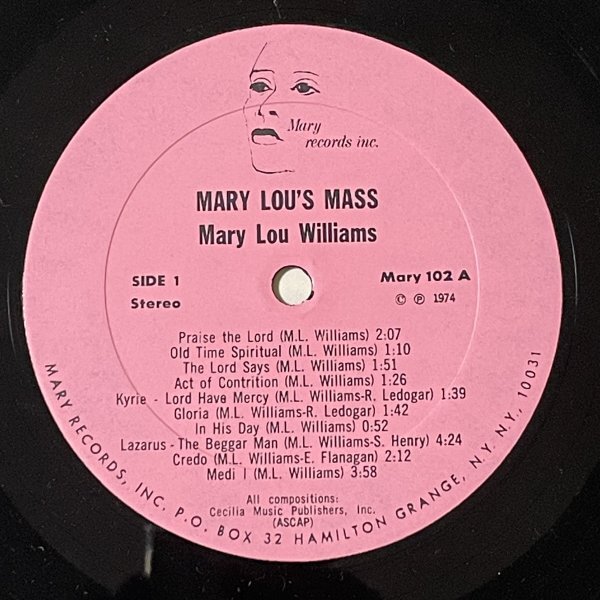 Mary
records inc.
MARY LOU'S MASS
Mary Lou Williams
SIDE 1
Stereo
Mary 102 A
© ℗ 1974
Praise the Lord (M.L. Williams) 2:07
Old Time Spiritual (M.L. Williams) 1:10
The Lord Says (M.L. Williams) 1:51
Act of Contrition (M.L. Williams) 1:26
Kyrie - Lord Have Mercy (M.L. Williams-R. Ledogar) 1:39
Gloria (M.L. Williams-R. Ledogar) 1:42
In His Day (M.L. Williams) 0:52
Lazarus - The Beggar Man (M.L. Williams-S. Henry) 4:24
Credo (M.L. Williams-E. Flanagan) 2:12
Medi I (M.L. Williams) 3:58
All compositions:
Cecilia Music Publishers, Inc.
(ASCAP)
MARY RECORDS, INC. P.O. BOX 32 HAMILTON GRANGE, N.Y. N.Y. 10031